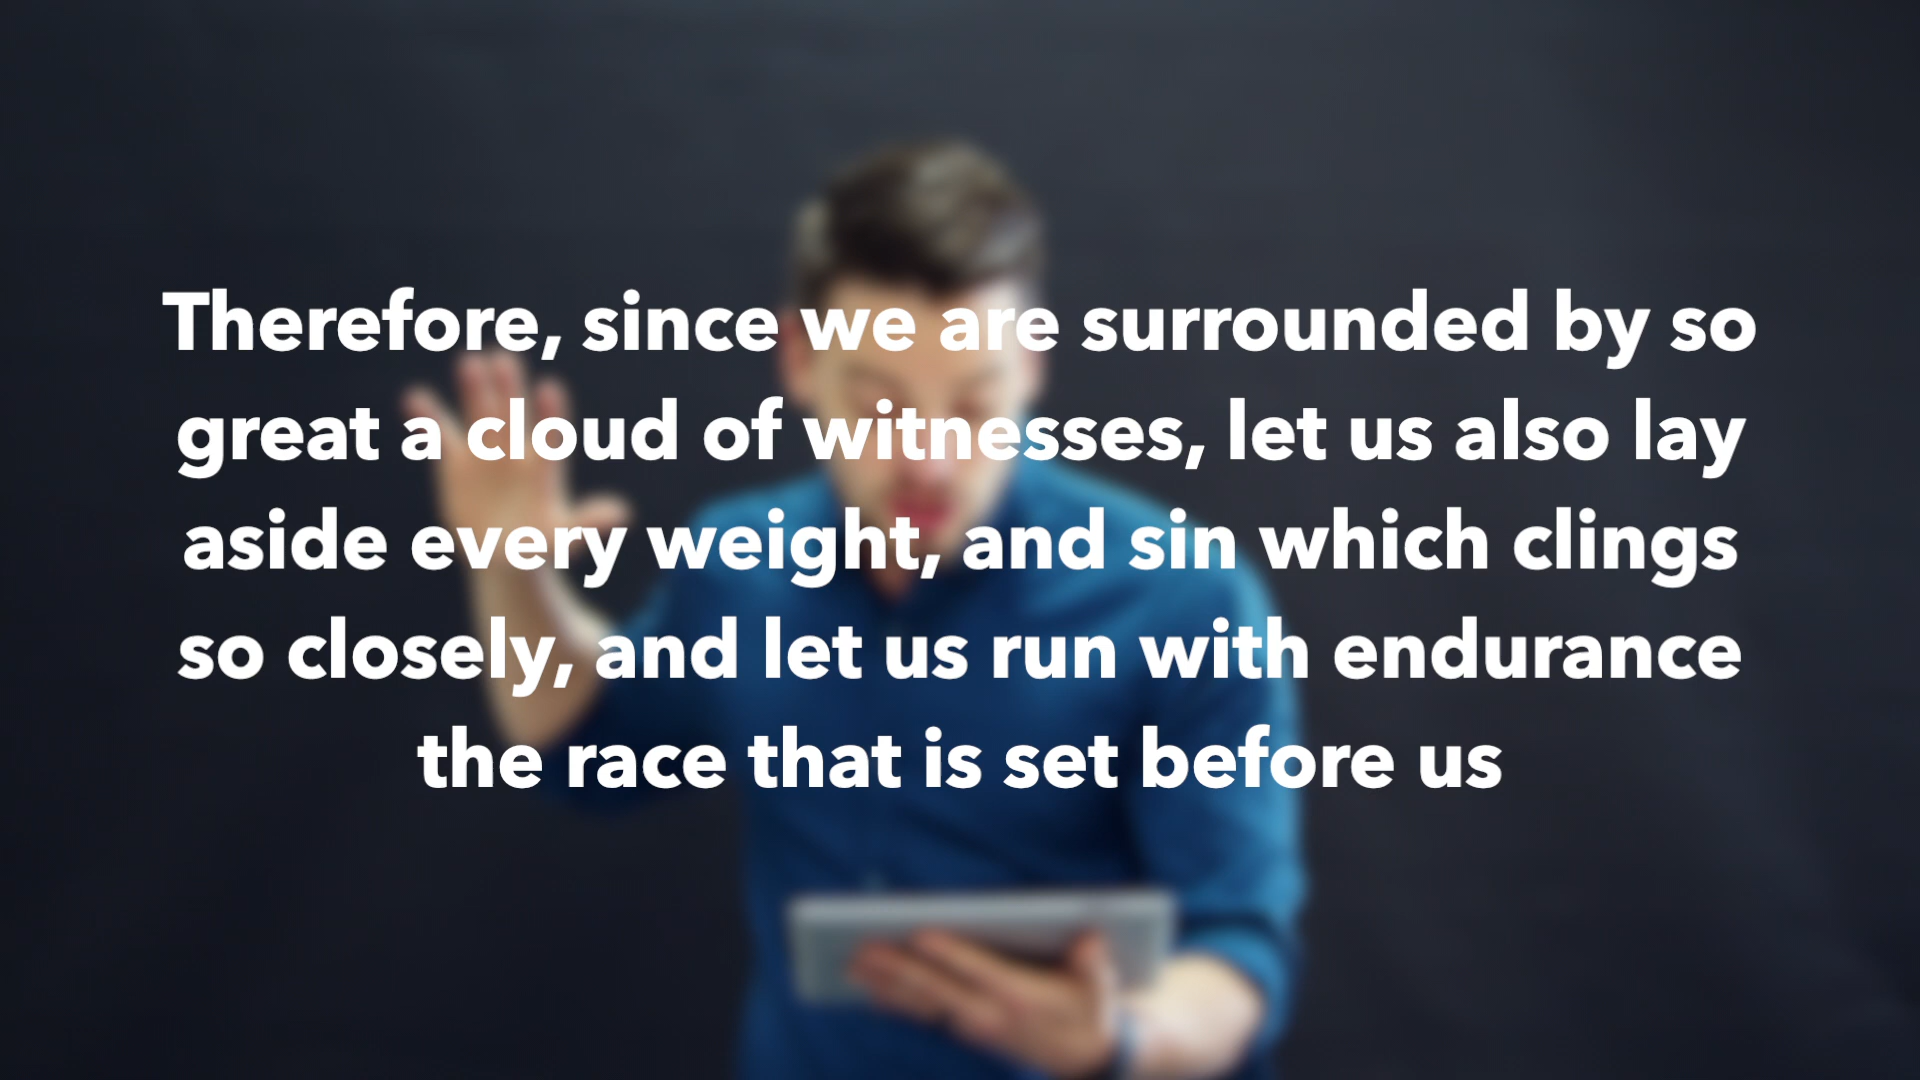 Therefore, since we are surrounded by so
great a cloud of witnesses, let us also lay
aside every weight, and sin which clings
so closely, and let us run with endurance
the race that is set before us